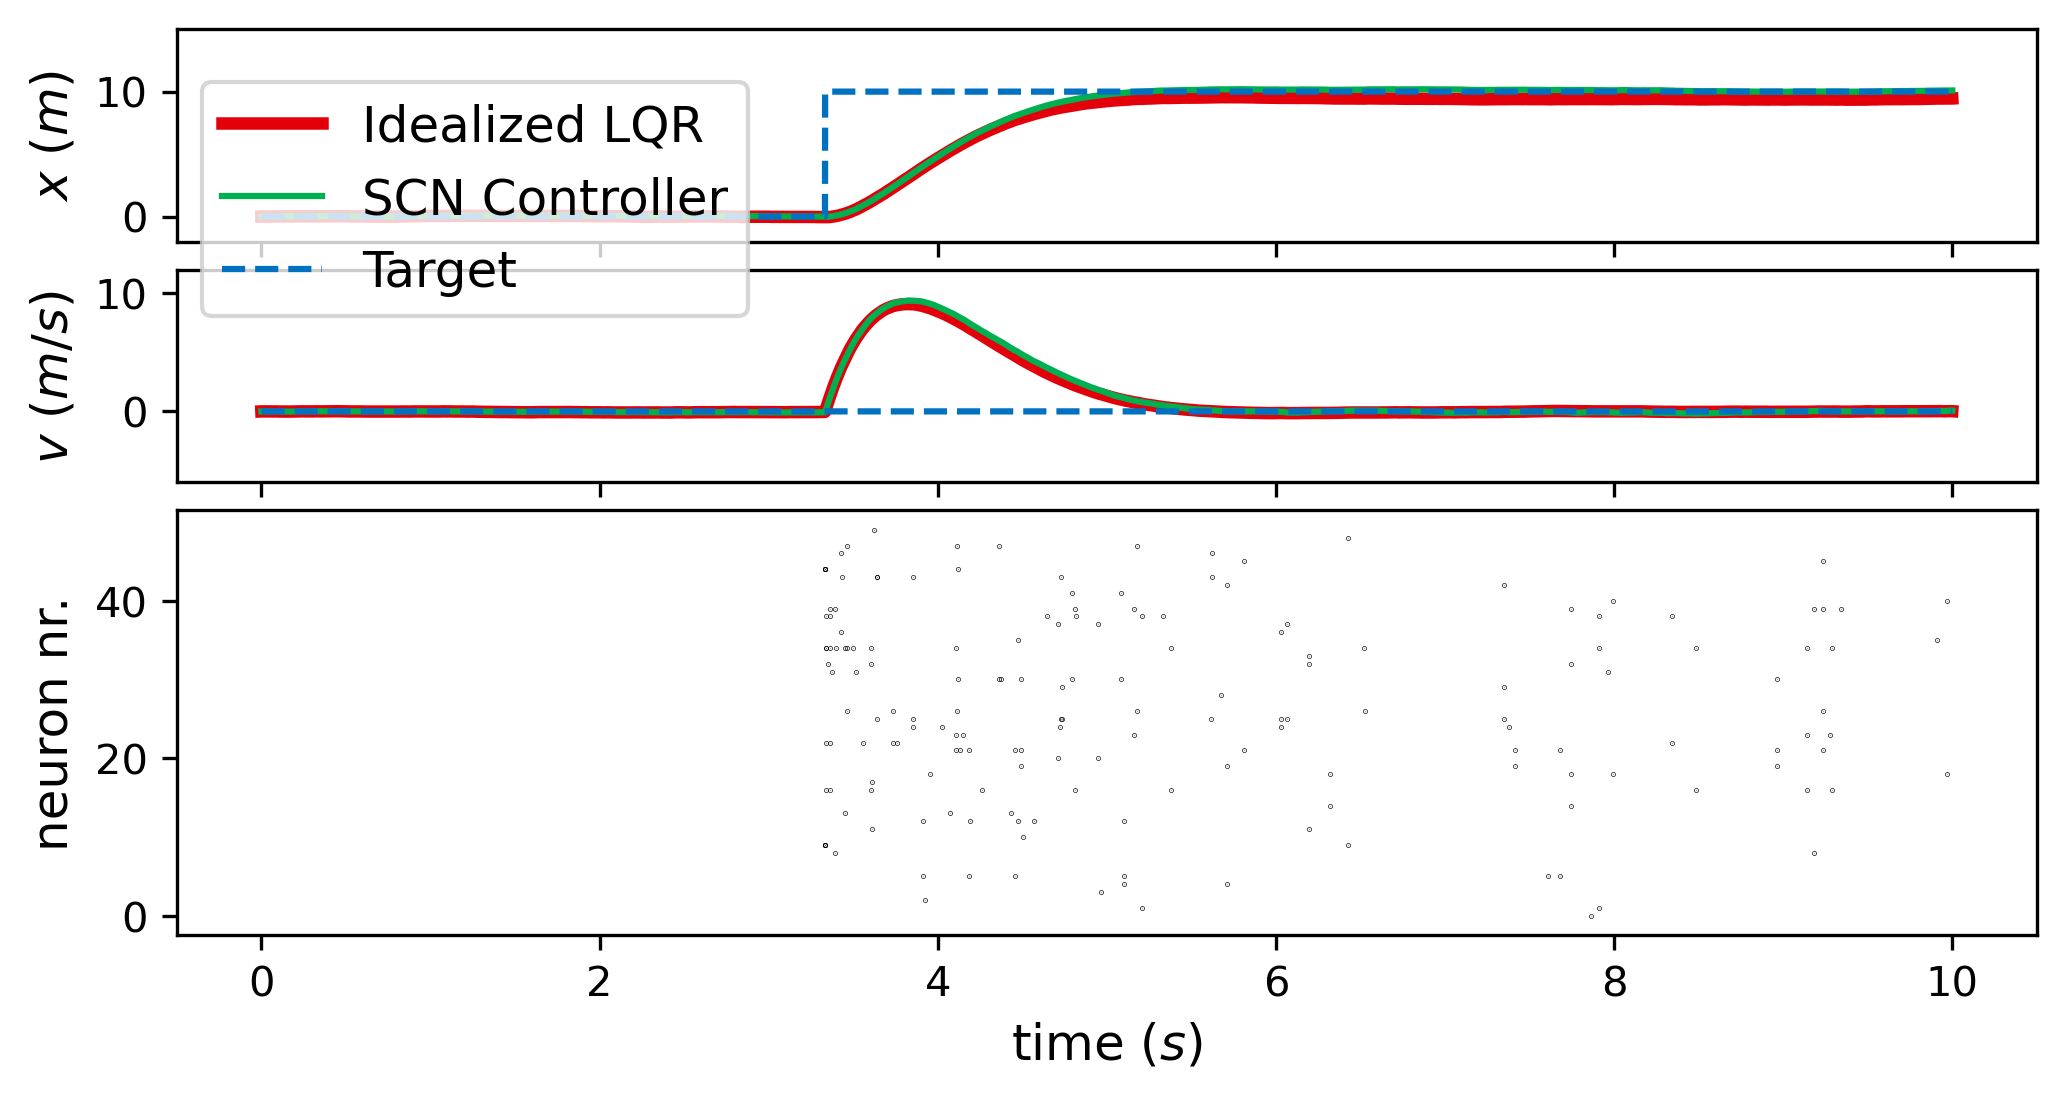 x (m)
10
0
Idealized LQR
SCN Controller
Target
v (m/s)
10
0
neuron nr.
40
20
0
0 2 4 6 8 10
time (s)